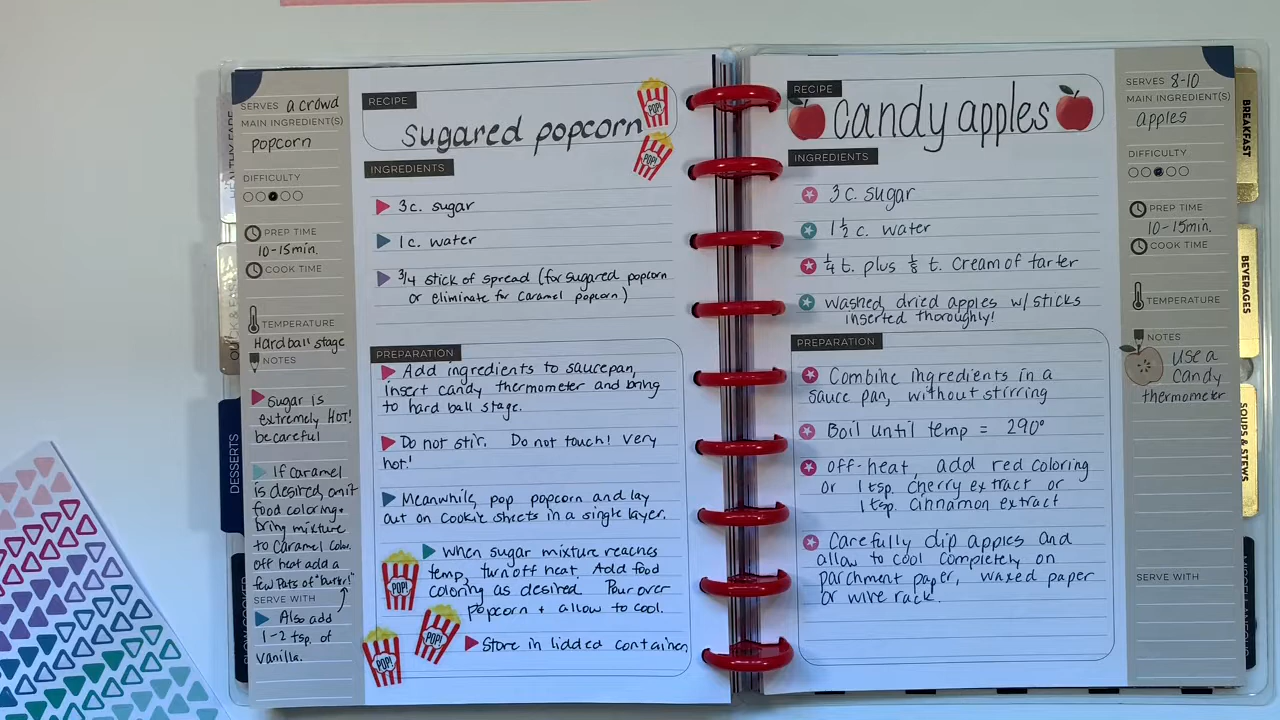 SERVES a crowd
MAIN INGREDIENT(S)
popcorn
DIFFICULTY
PREP TIME
10-15min.
COOK TIME
TEMPERATURE
Hard ball stage
NOTES
Sugar is
extremely HOT!
be careful
If Caramel
is desired, omit
food coloring.
bring mixture
to Caramel Color.
off heat add a
few Pats of "butter!"
SERVE WITH
Also add
1-2 tsp. of
vanilla.
DESSERTS
RECIPE
sugared popcorn
POP!
POP!
INGREDIENTS
3c. sugar
1c. water
3/4 stick of spread (for sugared popcorn
or eliminate for caramel popcorn)
PREPARATION
Add ingredients to saucepan,
insert candy thermometer and bring
to hard ball stage.
Do not stir. Do not touch! Very
hot!
Meanwhile, pop popcorn and lay
out on cookie sheets in a single layer.
When sugar mixture reaches
temp, turn off heat. Add food
coloring as desired. Pour over
popcorn + allow to cool.
Store in lidded container
POP!
POP!
POP!
RECIPE
candy apples
INGREDIENTS
3c. sugar
1 1/2 c. water
1/4 t. plus 1/8 t. Cream of tarter
washed, dried apples w/sticks
inserted thoroughly!
PREPARATION
Combine ingredients in a
sauce pan, without stirring
Boil until temp = 290°
off-heat, add red coloring
or 1 tsp. cherry extract or
1 tsp. cinnamon extract
Carefully dip apples and
allow to cool completely on
parchment paper, waxed paper
or wire rack.
SERVES 8-10
MAIN INGREDIENT(S)
apples
DIFFICULTY
PREP TIME
10-15min.
COOK TIME
TEMPERATURE
NOTES
Use a
Candy
thermometer
SERVE WITH
BREAKFAST
BEVERAGES
SOUPS & STEWS